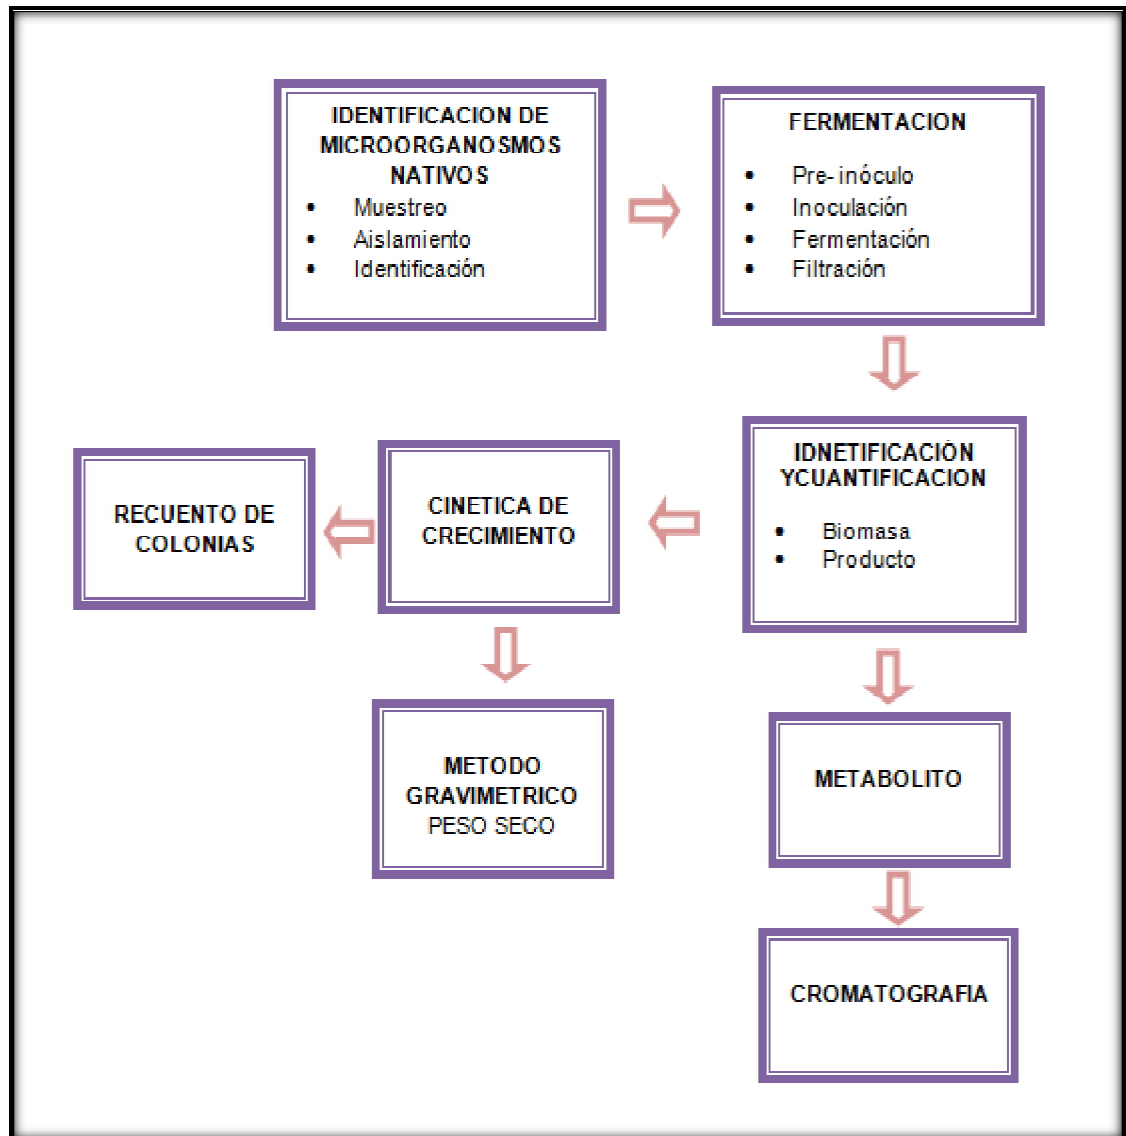 IDENTIFICACION DE
MICROORGANOSMOS
NATIVOS
• Muestreo
• Aislamiento
• Identificación
FERMENTACION
• Pre- inóculo
• Inoculación
• Fermentación
• Filtración
IDNETIFICACIÓN
YCUANTIFICACION
• Biomasa
• Producto
CINETICA DE
CRECIMIENTO
RECUENTO DE
COLONIAS
METODO
GRAVIMETRICO
PESO SECO
METABOLITO
CROMATOGRAFIA